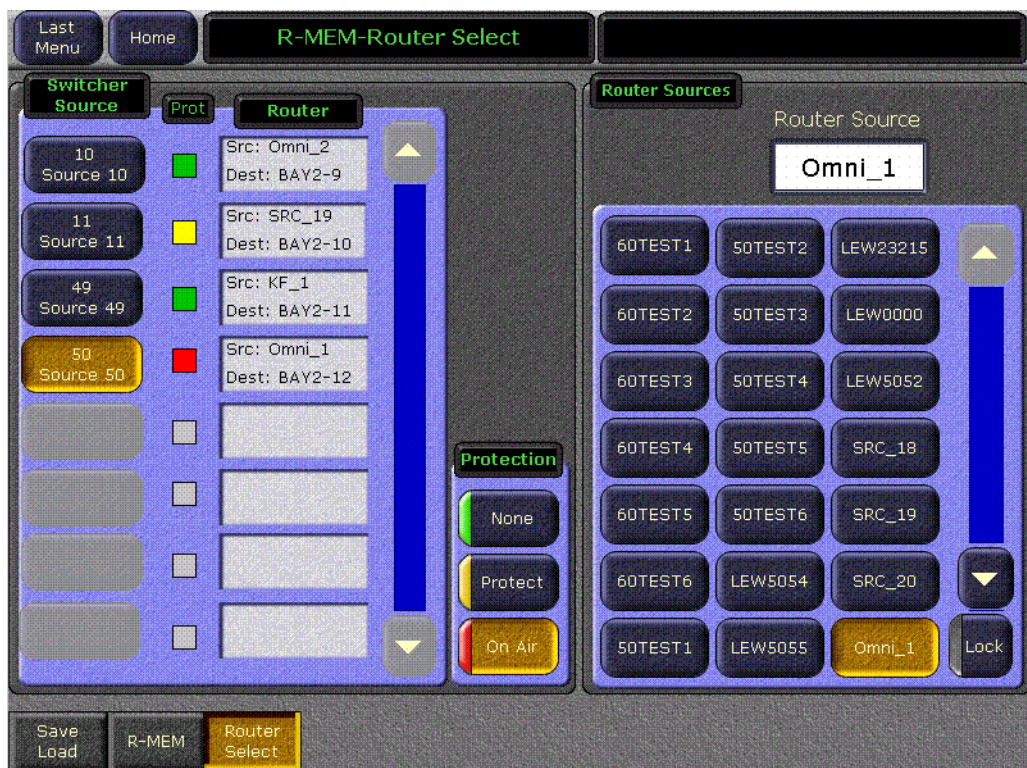 Last
Menu
Home
R-MEM-Router Select
Switcher
Source
Prot
Router
10
Source 10
Src: Omni_2
Dest: BAY2-9
11
Source 11
Src: SRC_19
Dest: BAY2-10
49
Source 49
Src: KF_1
Dest: BAY2-11
50
Source 50
Src: Omni_1
Dest: BAY2-12
Protection
None
Protect
On Air
Router Sources
Router Source
Omni_1
60TEST1 50TEST2 LEW23215
60TEST2 50TEST3 LEW0000
60TEST3 50TEST4 LEW5052
60TEST4 50TEST5 SRC_18
60TEST5 50TEST6 SRC_19
60TEST6 LEW5054 SRC_20
50TEST1 LEW5055 Omni_1 Lock
Save
Load
R-MEM
Router
Select